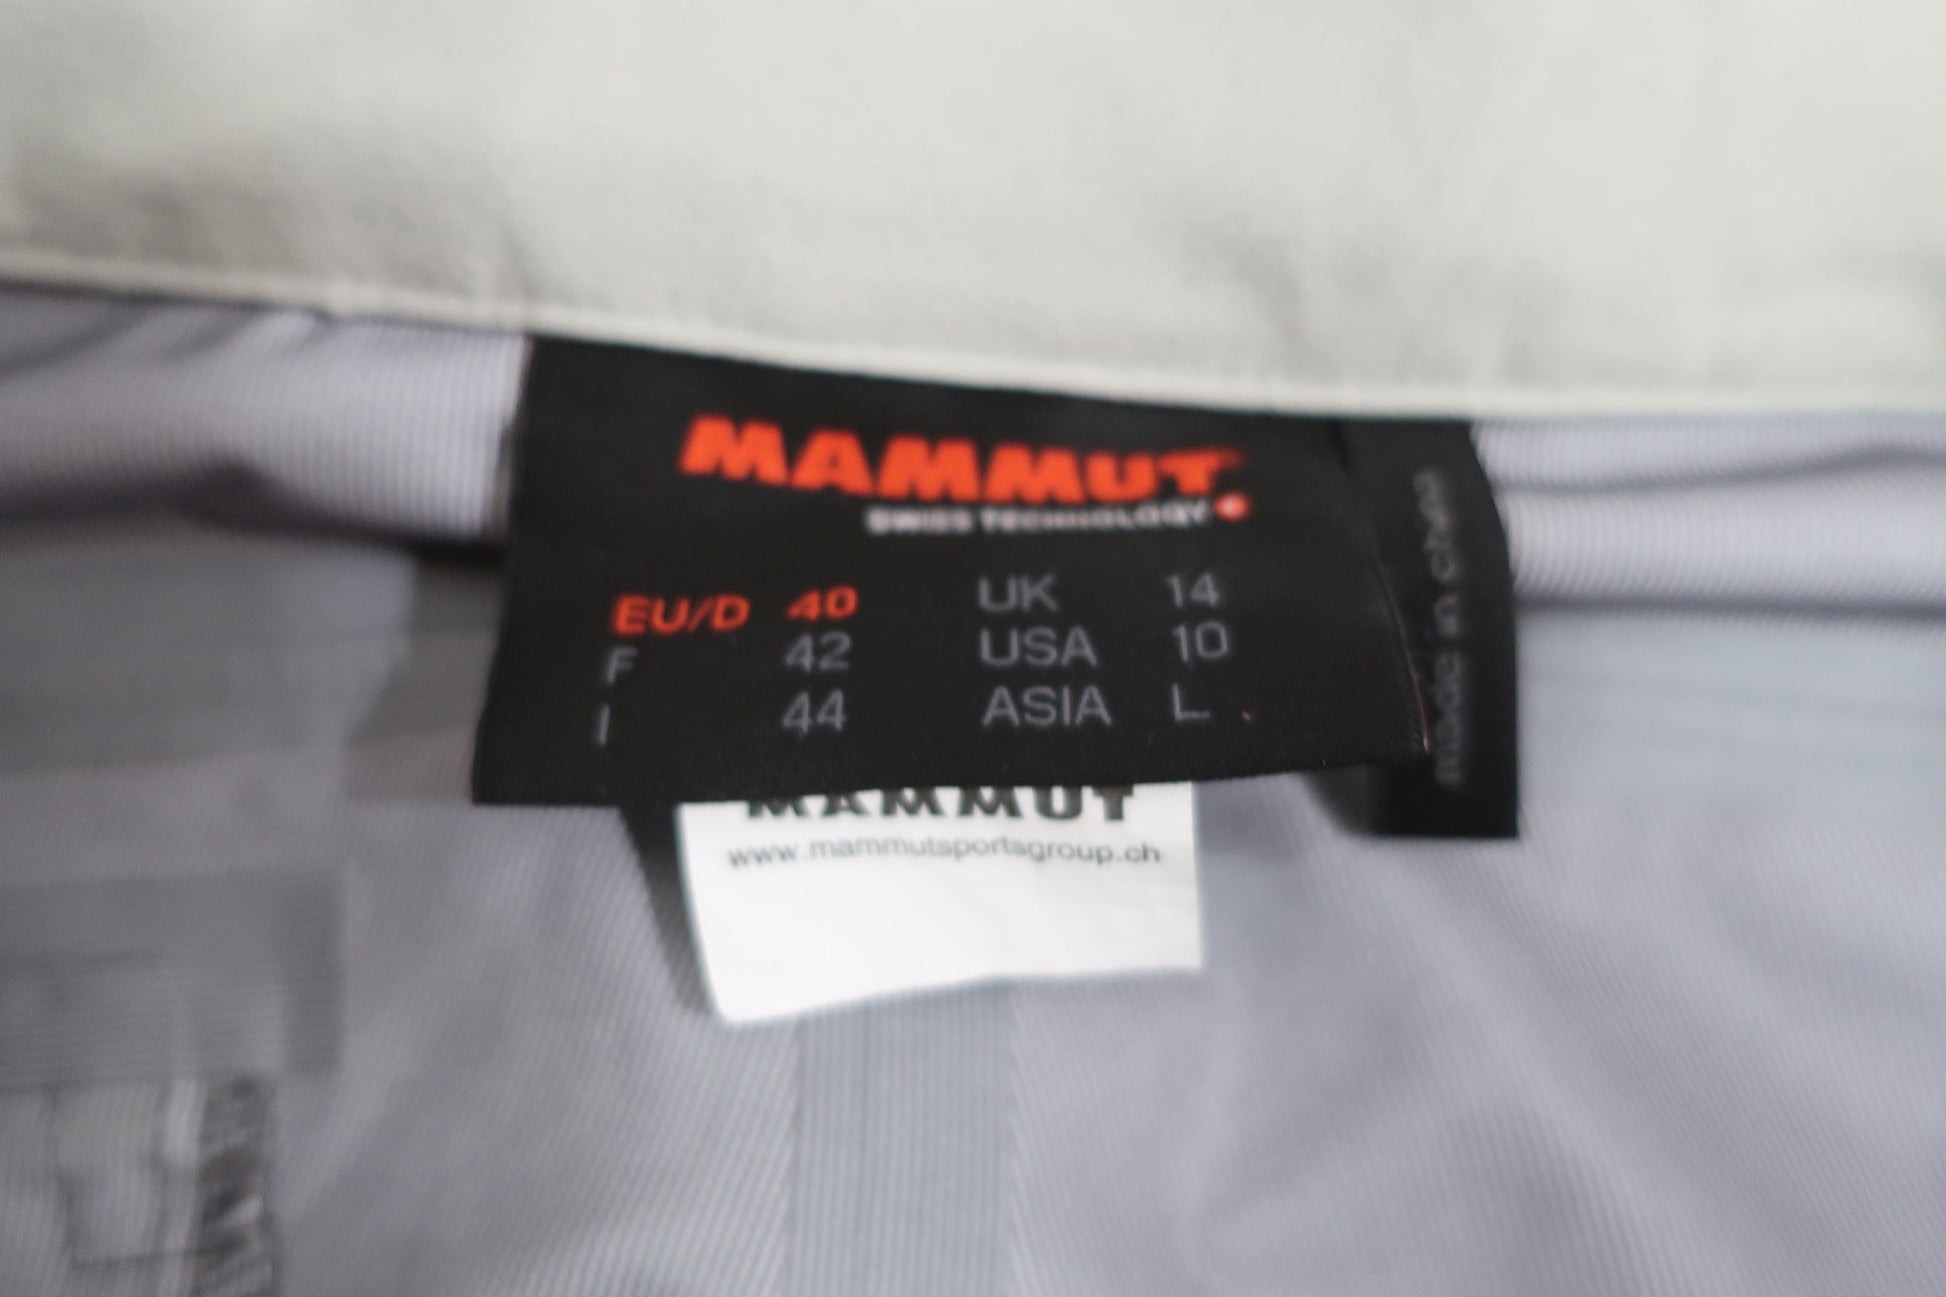 MAMMUT
SWISS TECHNOLOGY
EU/D 40 UK 14
F 42 USA 10
I 44 ASIA L
made in china
MAMMUT
www.mammutsportsgroup.ch